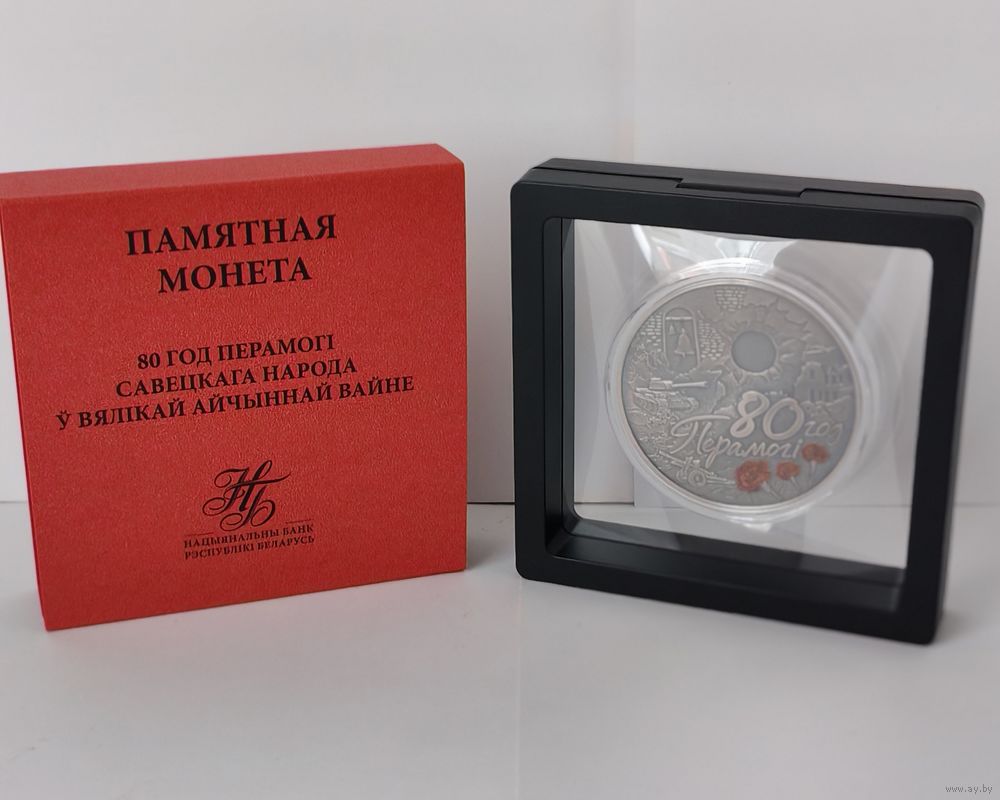 ПАМЯТНАЯ
МОНЕТА
80 ГОД ПЕРАМОГІ
САВЕЦКАГА НАРОДА
Ў ВЯЛІКАЙ АЙЧЫННАЙ ВАЙНЕ
НБ
НАЦЫЯНАЛЬНЫ БАНК
РЭСПУБЛІКІ БЕЛАРУСЬ
80 год
Перамогі
www.ay.by